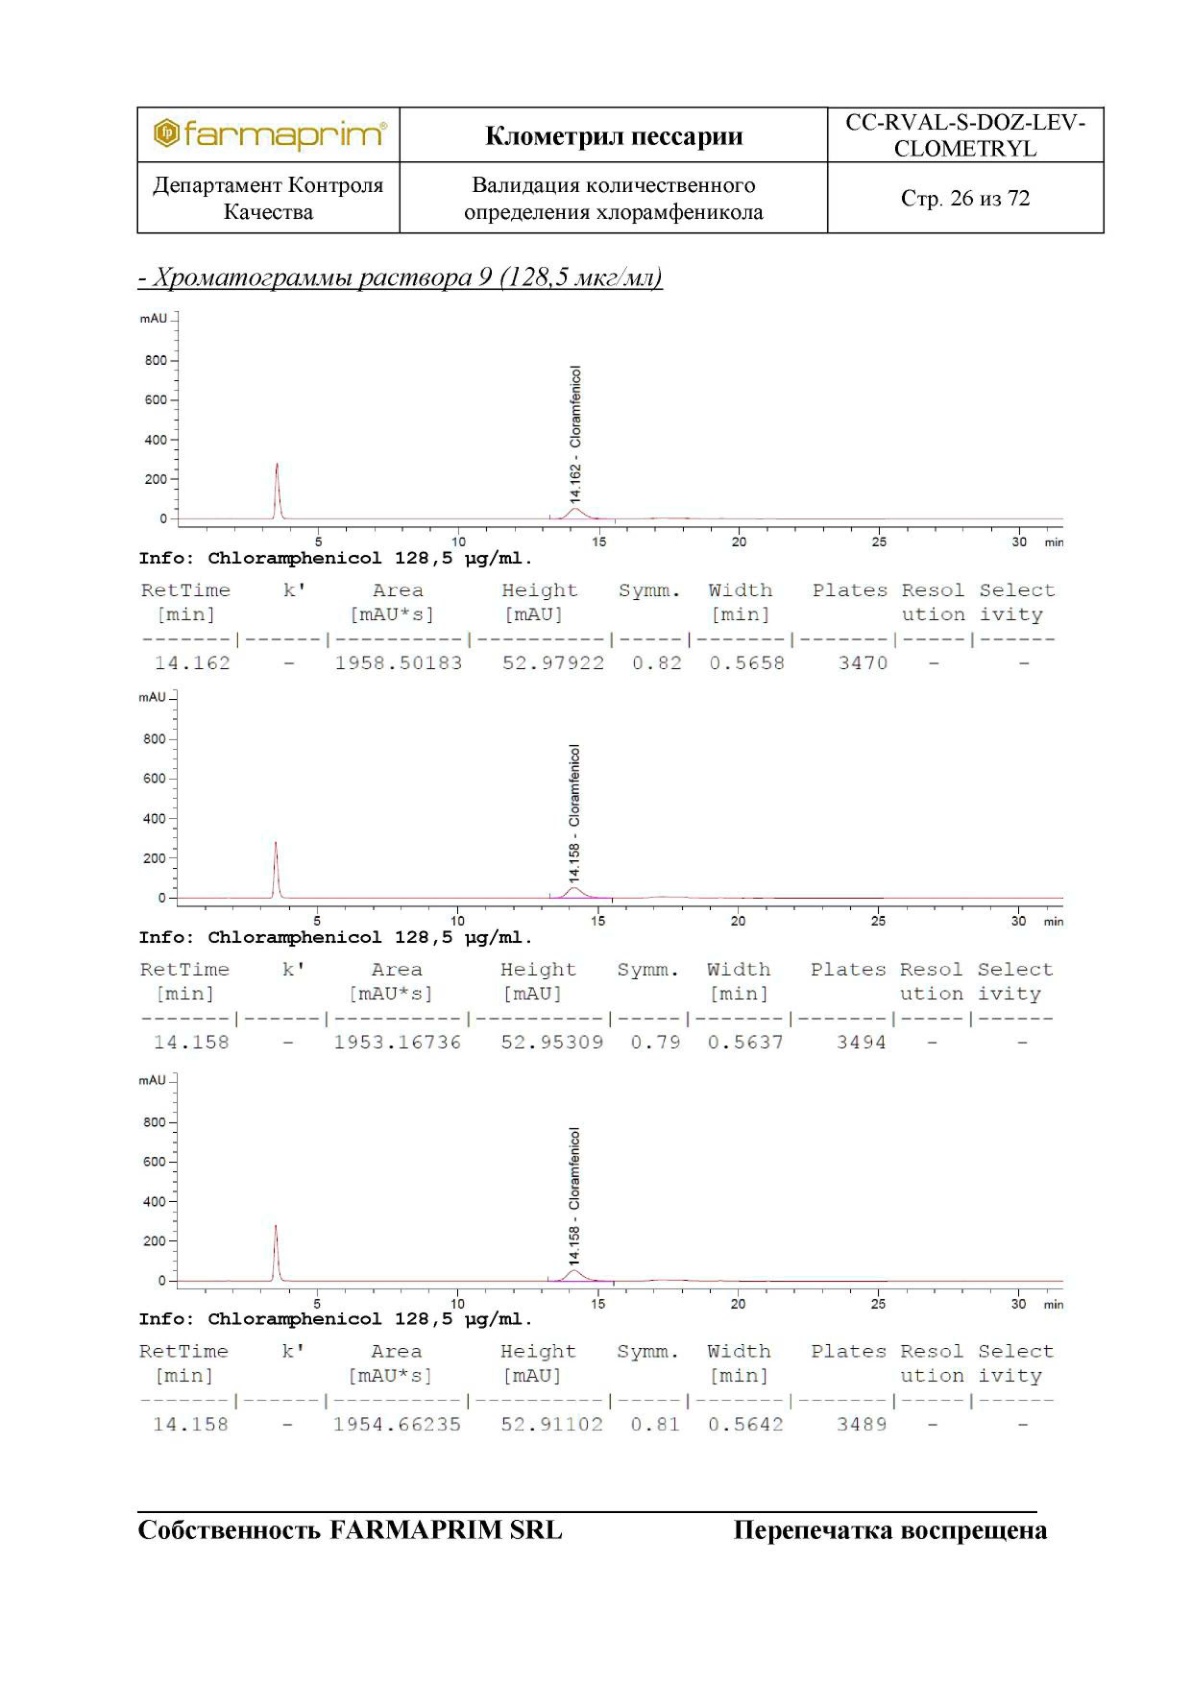 farmaprim®
Клометрил пессарии
CC-RVAL-S-DOZ-LEV-
CLOMETRYL
Департамент Контроля
Качества
Валидация количественного
определения хлорамфеникола
Стр. 26 из 72
- Хроматограммы раствора 9 (128,5 мкг/мл)
mAU
800
600
400
200
0
14.162 - Cloramfenicol
5 10 15 20 25 30 min
Info: Chloramphenicol 128,5 µg/ml.
RetTime k' Area Height Symm. Width Plates Resol Select
[min] [mAU*s] [mAU] [min] ution ivity
-------|------|----------|----------|-----|-------|-------|-----|------
14.162 - 1958.50183 52.97922 0.82 0.5658 3470 - -
mAU
800
600
400
200
0
14.158 - Cloramfenicol
5 10 15 20 25 30 min
Info: Chloramphenicol 128,5 µg/ml.
RetTime k' Area Height Symm. Width Plates Resol Select
[min] [mAU*s] [mAU] [min] ution ivity
-------|------|----------|----------|-----|-------|-------|-----|------
14.158 - 1953.16736 52.95309 0.79 0.5637 3494 - -
mAU
800
600
400
200
0
14.158 - Cloramfenicol
5 10 15 20 25 30 min
Info: Chloramphenicol 128,5 µg/ml.
RetTime k' Area Height Symm. Width Plates Resol Select
[min] [mAU*s] [mAU] [min] ution ivity
-------|------|----------|----------|-----|-------|-------|-----|------
14.158 - 1954.66235 52.91102 0.81 0.5642 3489 - -
Собственность FARMAPRIM SRL Перепечатка воспрещена